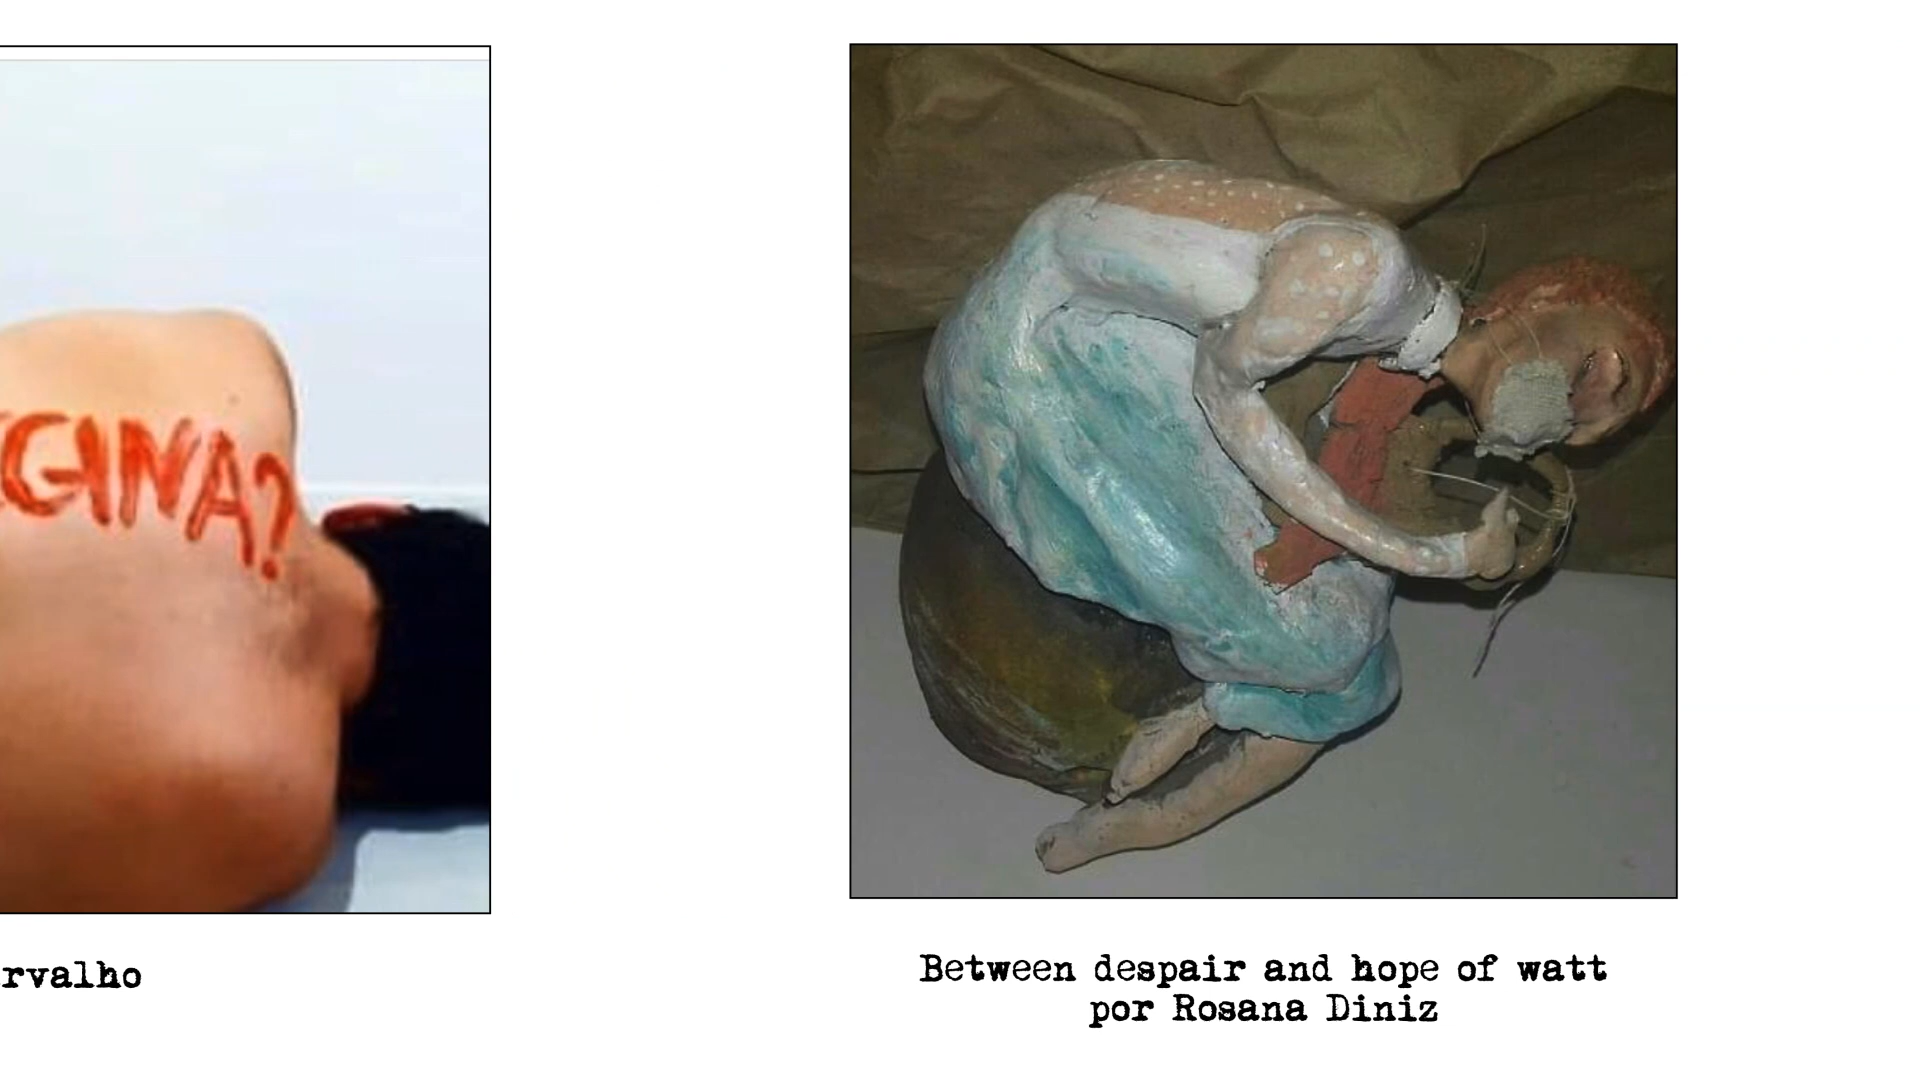 GINA?
rvalho
Between despair and hope of watt
por Rosana Diniz